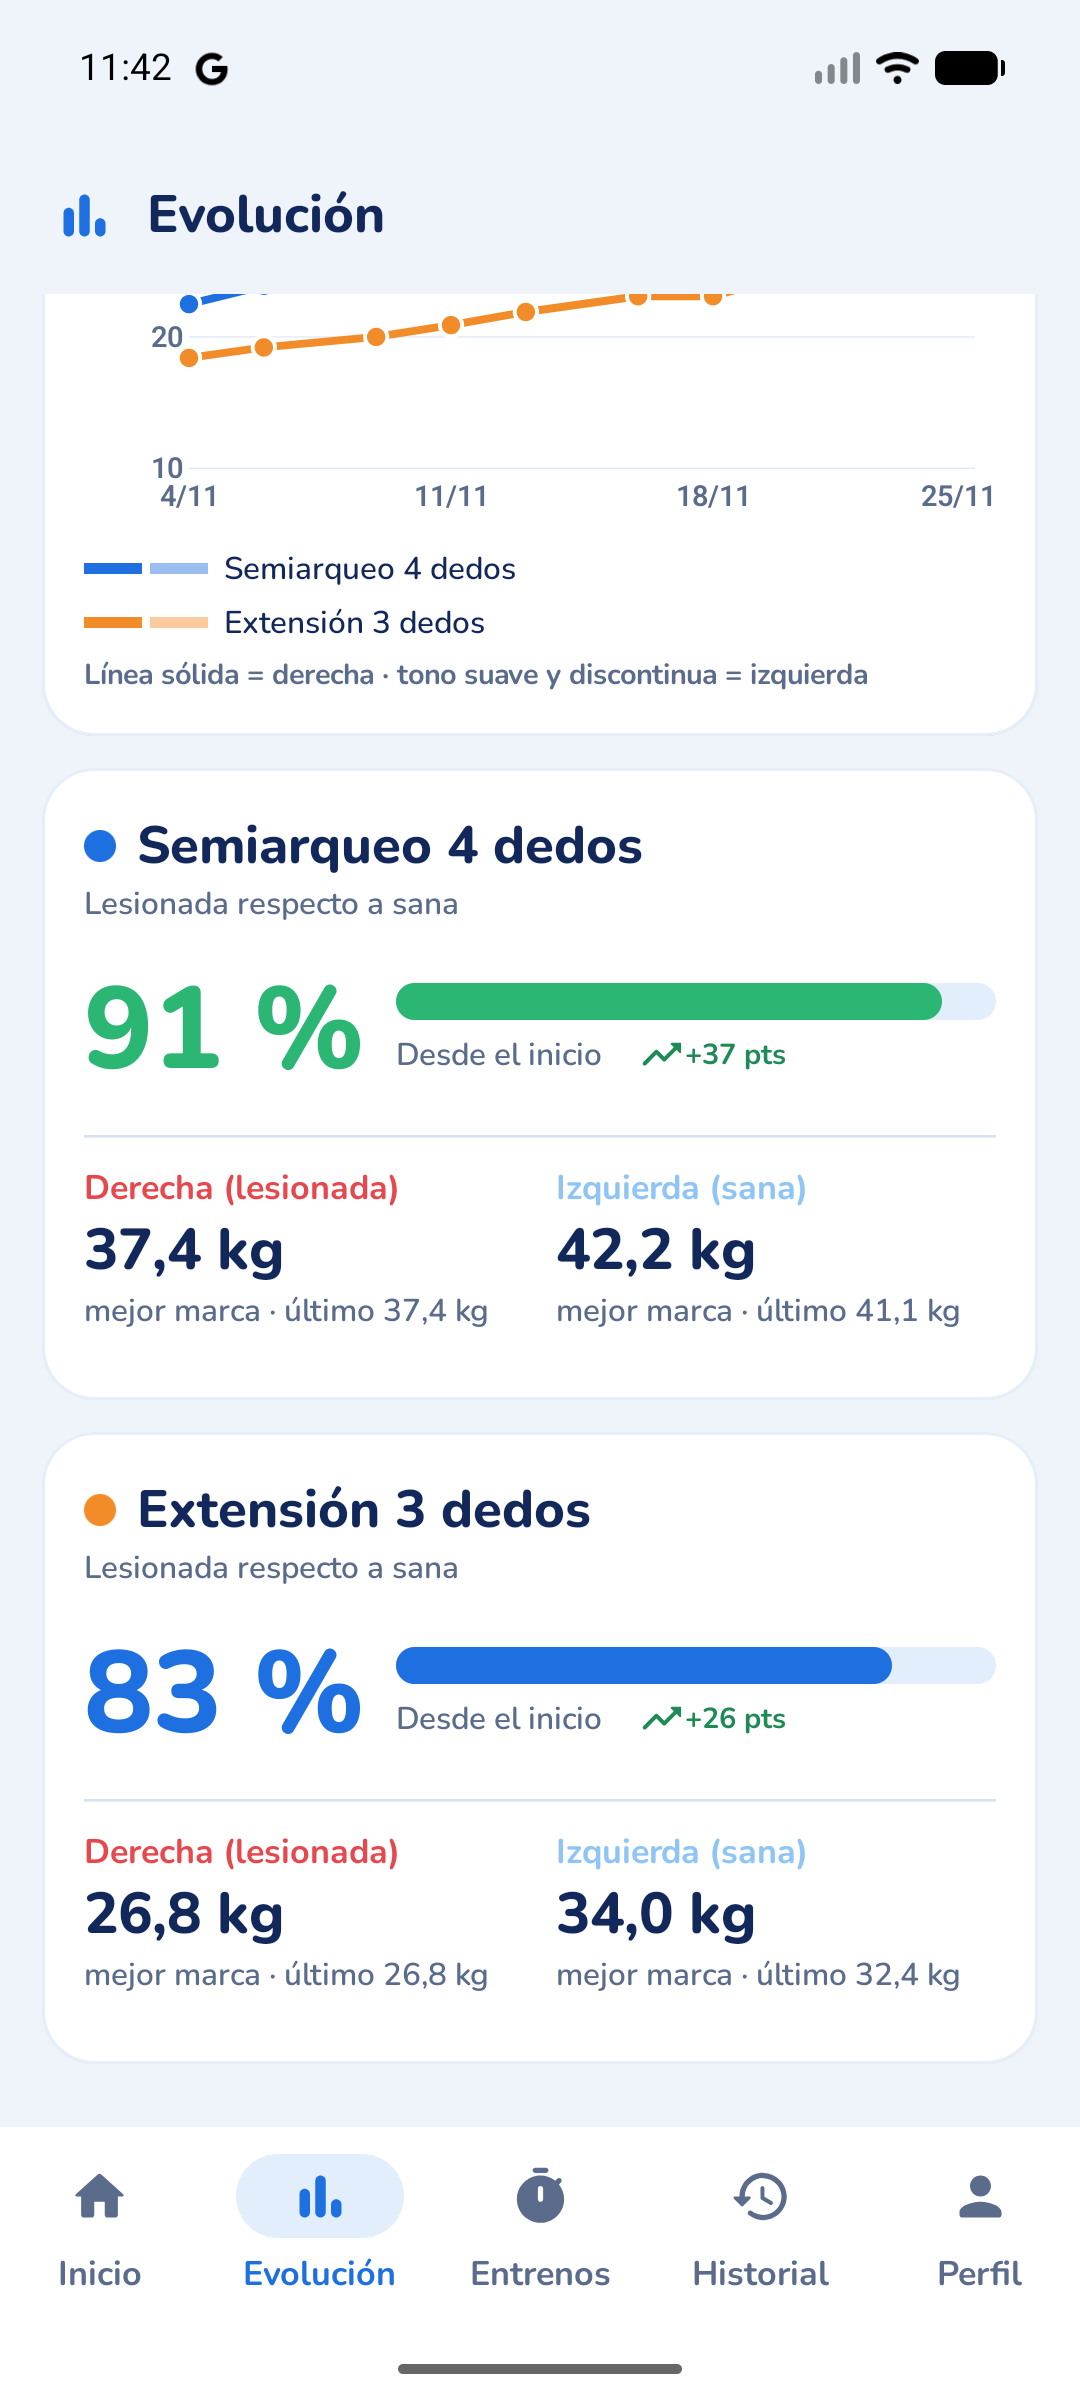 11:42
Evolución
20
10
4/11 11/11 18/11 25/11
Semiarqueo 4 dedos
Extensión 3 dedos
Línea sólida = derecha · tono suave y discontinua = izquierda
Semiarqueo 4 dedos
Lesionada respecto a sana
91 %
Desde el inicio +37 pts
Derecha (lesionada) Izquierda (sana)
37,4 kg 42,2 kg
mejor marca · último 37,4 kg mejor marca · último 41,1 kg
Extensión 3 dedos
Lesionada respecto a sana
83 %
Desde el inicio +26 pts
Derecha (lesionada) Izquierda (sana)
26,8 kg 34,0 kg
mejor marca · último 26,8 kg mejor marca · último 32,4 kg
Inicio Evolución Entrenos Historial Perfil